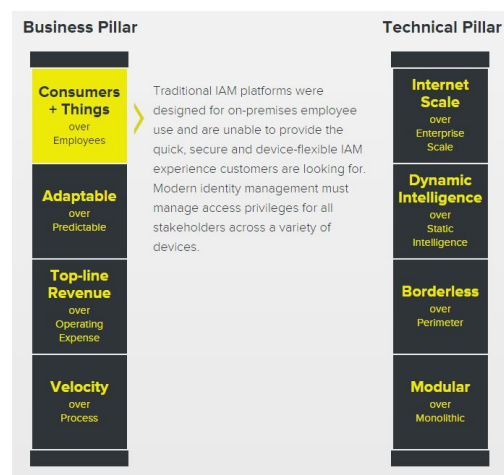 Business Pillar
Consumers
+ Things
over
Employees
Adaptable
over
Predictable
Top-line
Revenue
over
Operating
Expense
Velocity
over
Process
Traditional IAM platforms were
designed for on-premises employee
use and are unable to provide the
quick, secure and device-flexible IAM
experience customers are looking for.
Modern identity management must
manage access privileges for all
stakeholders across a variety of
devices.
Technical Pillar
Internet
Scale
over
Enterprise
Scale
Dynamic
Intelligence
over
Static
Intelligence
Borderless
over
Perimeter
Modular
over
Monolithic